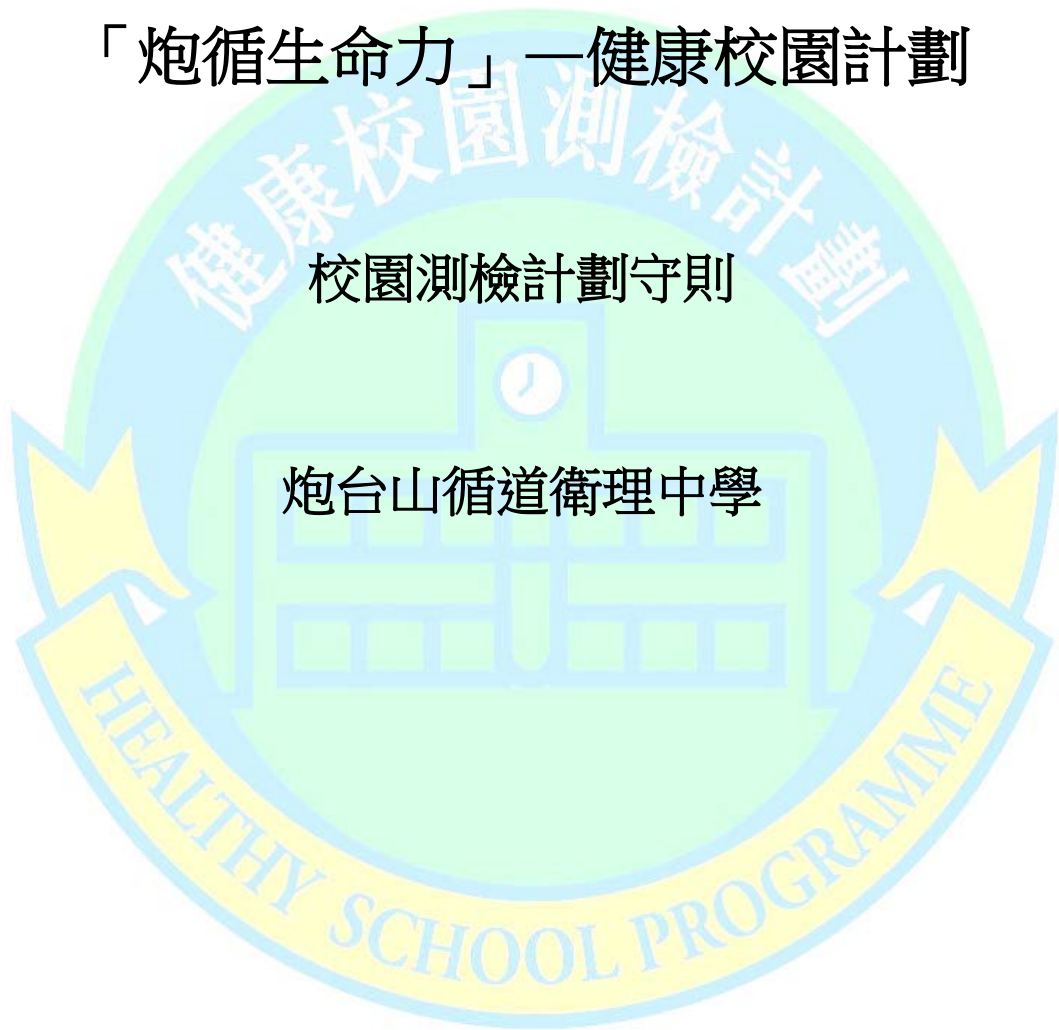 「炮循生命力」—健康校園計劃
健康校園測檢計劃
校園測檢計劃守則
炮台山循道衛理中學
HEALTHY SCHOOL PROGRAMME